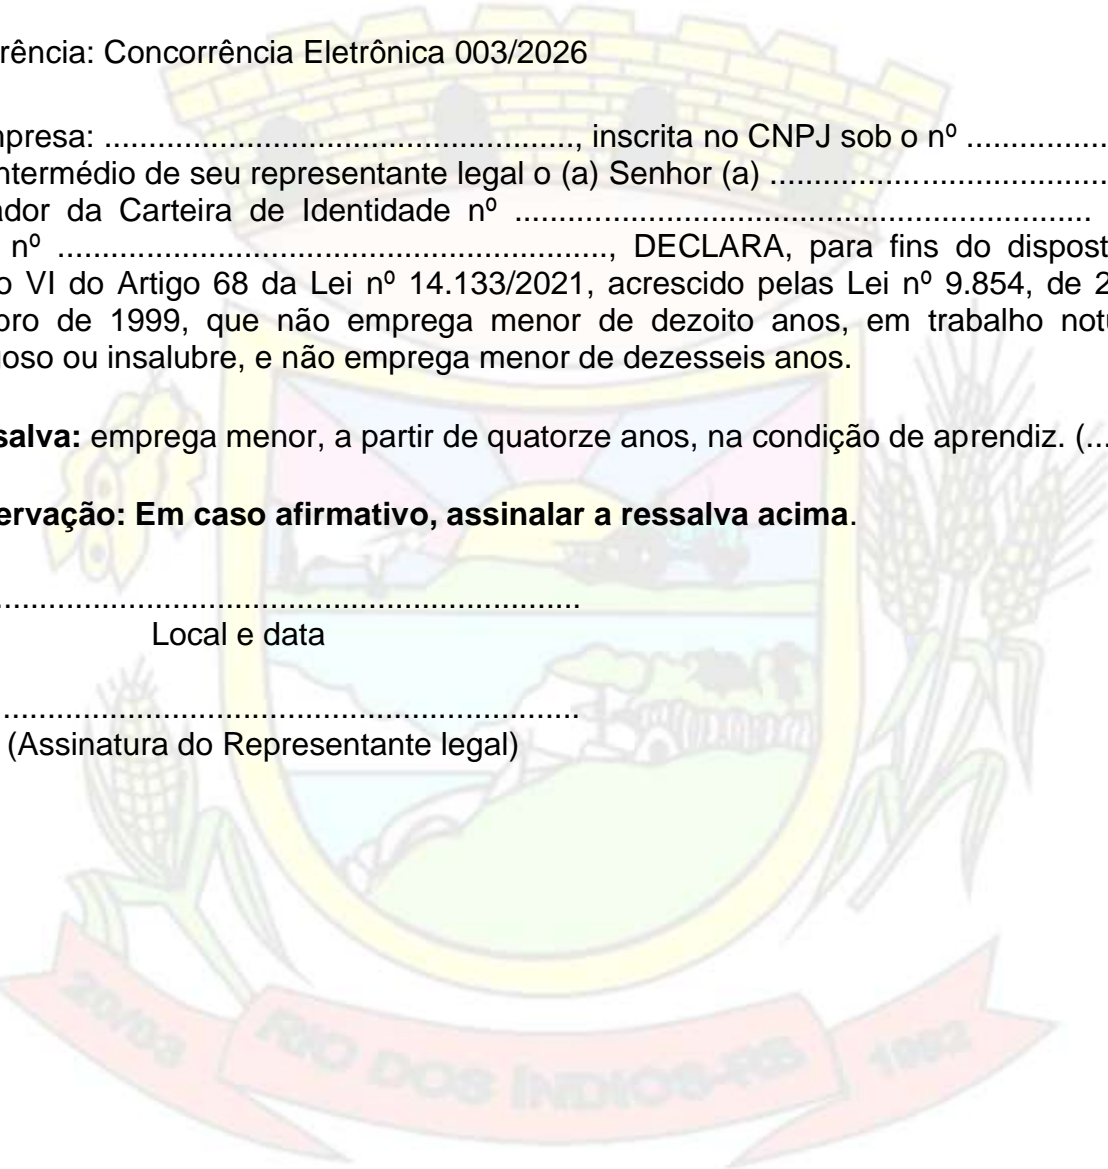 rência: Concorrência Eletrônica 003/2026
npresa: ....................................................., inscrita no CNPJ sob o nº ................
ntermédio de seu representante legal o (a) Senhor (a) ......................................
ador da Carteira de Identidade nº .................................................................
nº .............................................................., DECLARA, para fins do dispost
o VI do Artigo 68 da Lei nº 14.133/2021, acrescido pelas Lei nº 9.854, de 2
oro de 1999, que não emprega menor de dezoito anos, em trabalho notu
oso ou insalubre, e não emprega menor de dezesseis anos.
salva: emprega menor, a partir de quatorze anos, na condição de aprendiz. (...
ervação: Em caso afirmativo, assinalar a ressalva acima.
..................................................................
Local e data
.................................................................
(Assinatura do Representante legal)
20/03 RIO DOS ÍNDIOS-RS 1992